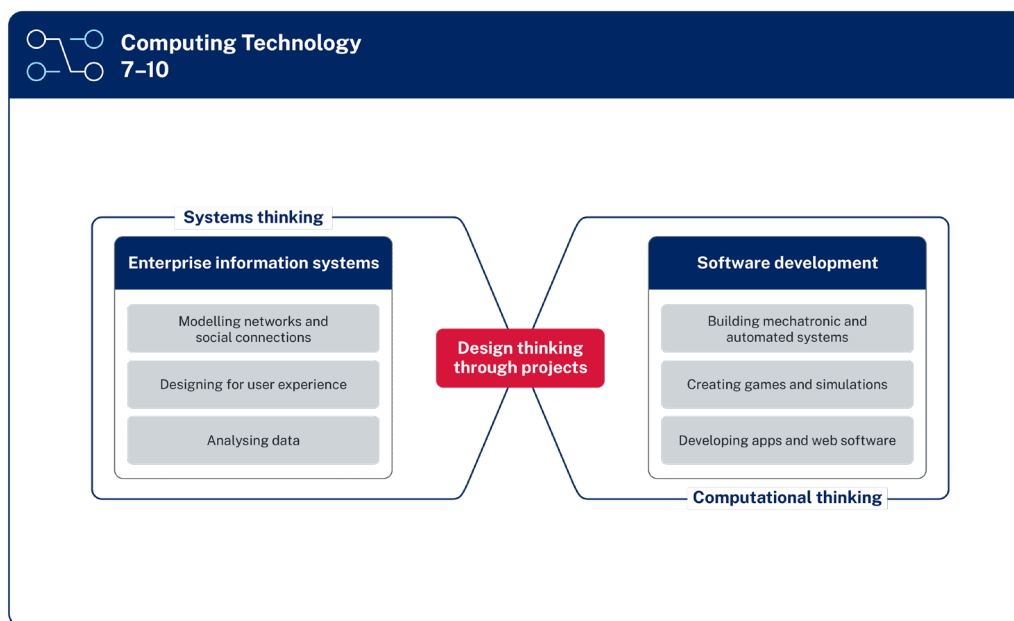 Computing Technology
7–10
Systems thinking
Enterprise information systems
Modelling networks and
social connections
Designing for user experience
Analysing data
Design thinking
through projects
Software development
Building mechatronic and
automated systems
Creating games and simulations
Developing apps and web software
Computational thinking